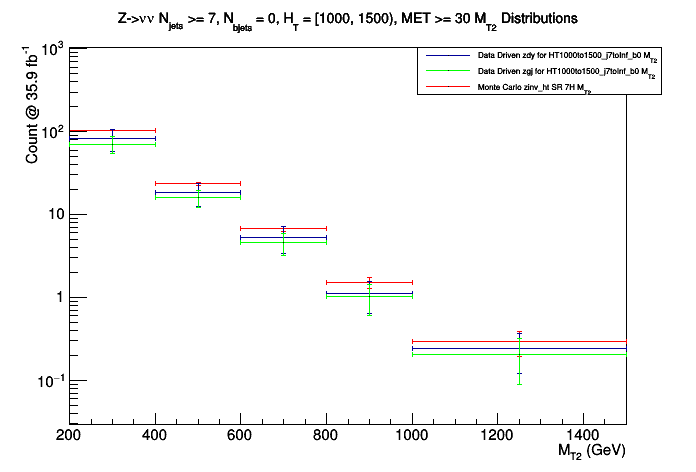 Z->νν N_jets >= 7, N_bjets = 0, H_T = [1000, 1500), MET >= 30 M_T2 Distributions
Count @ 35.9 fb^-1
Data Driven zdy for HT1000to1500_j7toInf_b0 M_T2
Data Driven zgj for HT1000to1500_j7toInf_b0 M_T2
Monte Carlo zinv_ht SR 7H M_T2
10^3
10^2
10
1
10^−1
200 400 600 800 1000 1200 1400
M_T2 (GeV)